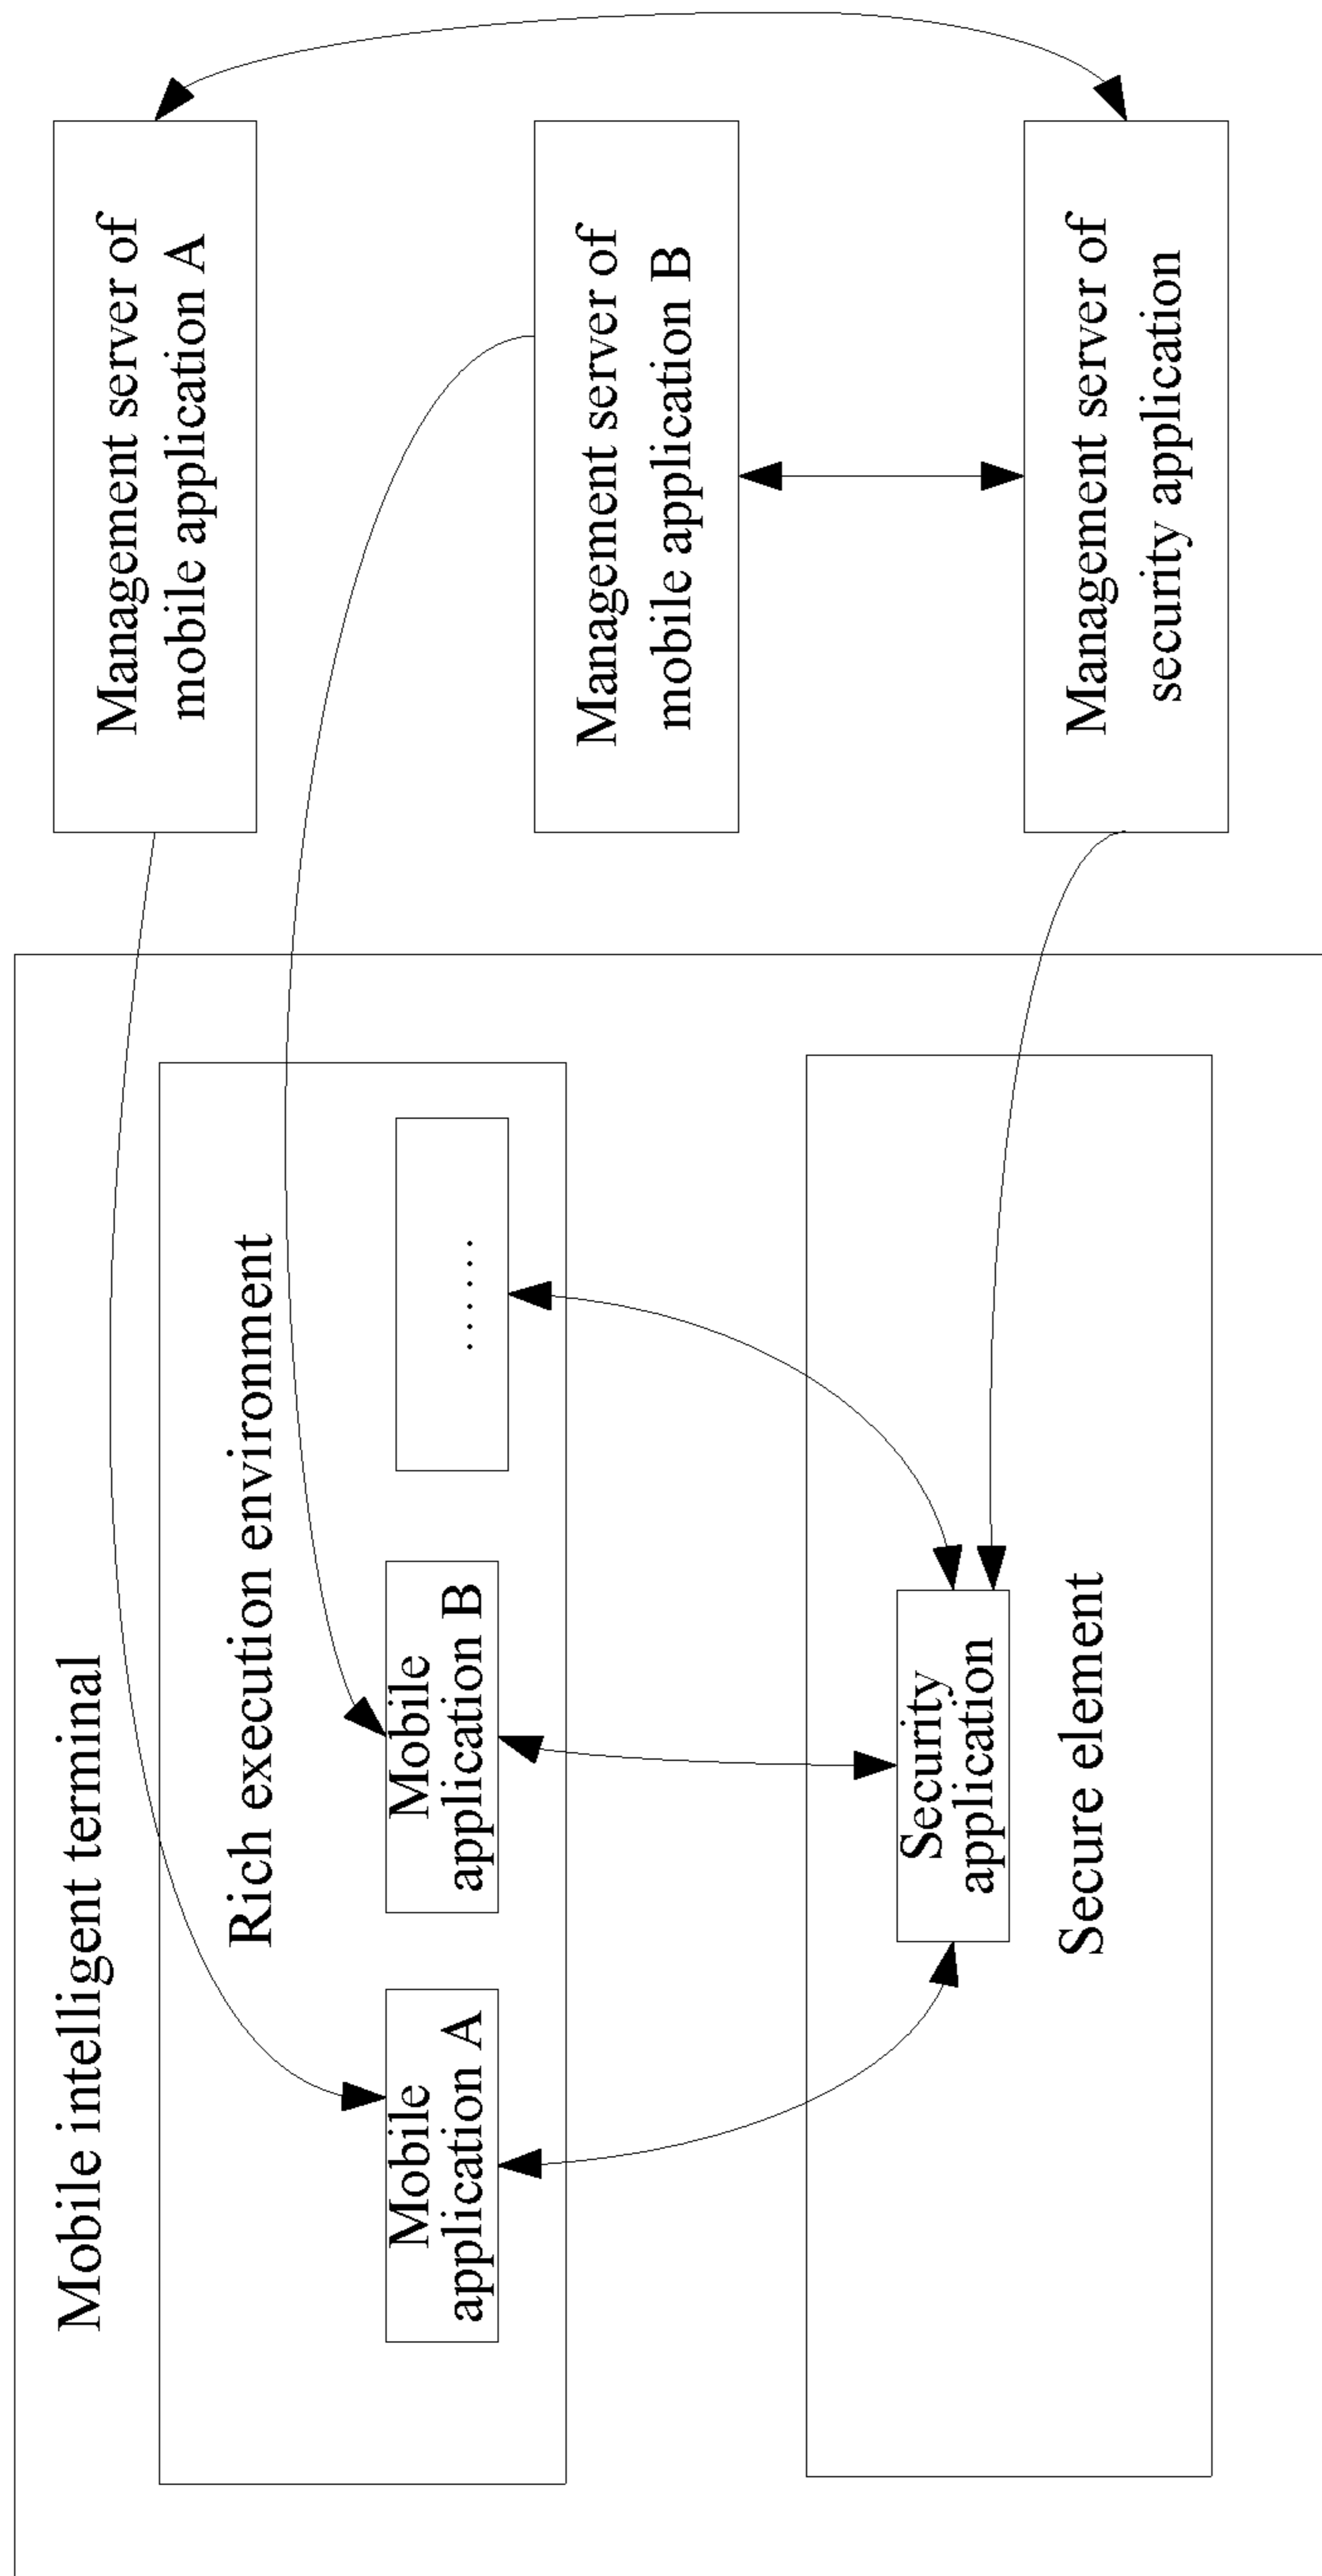 Mobile intelligent terminal
Rich execution environment
Mobile
application A
Mobile
application B
......
Security
application
Secure element
Management server of
mobile application A
Management server of
mobile application B
Management server of
security application